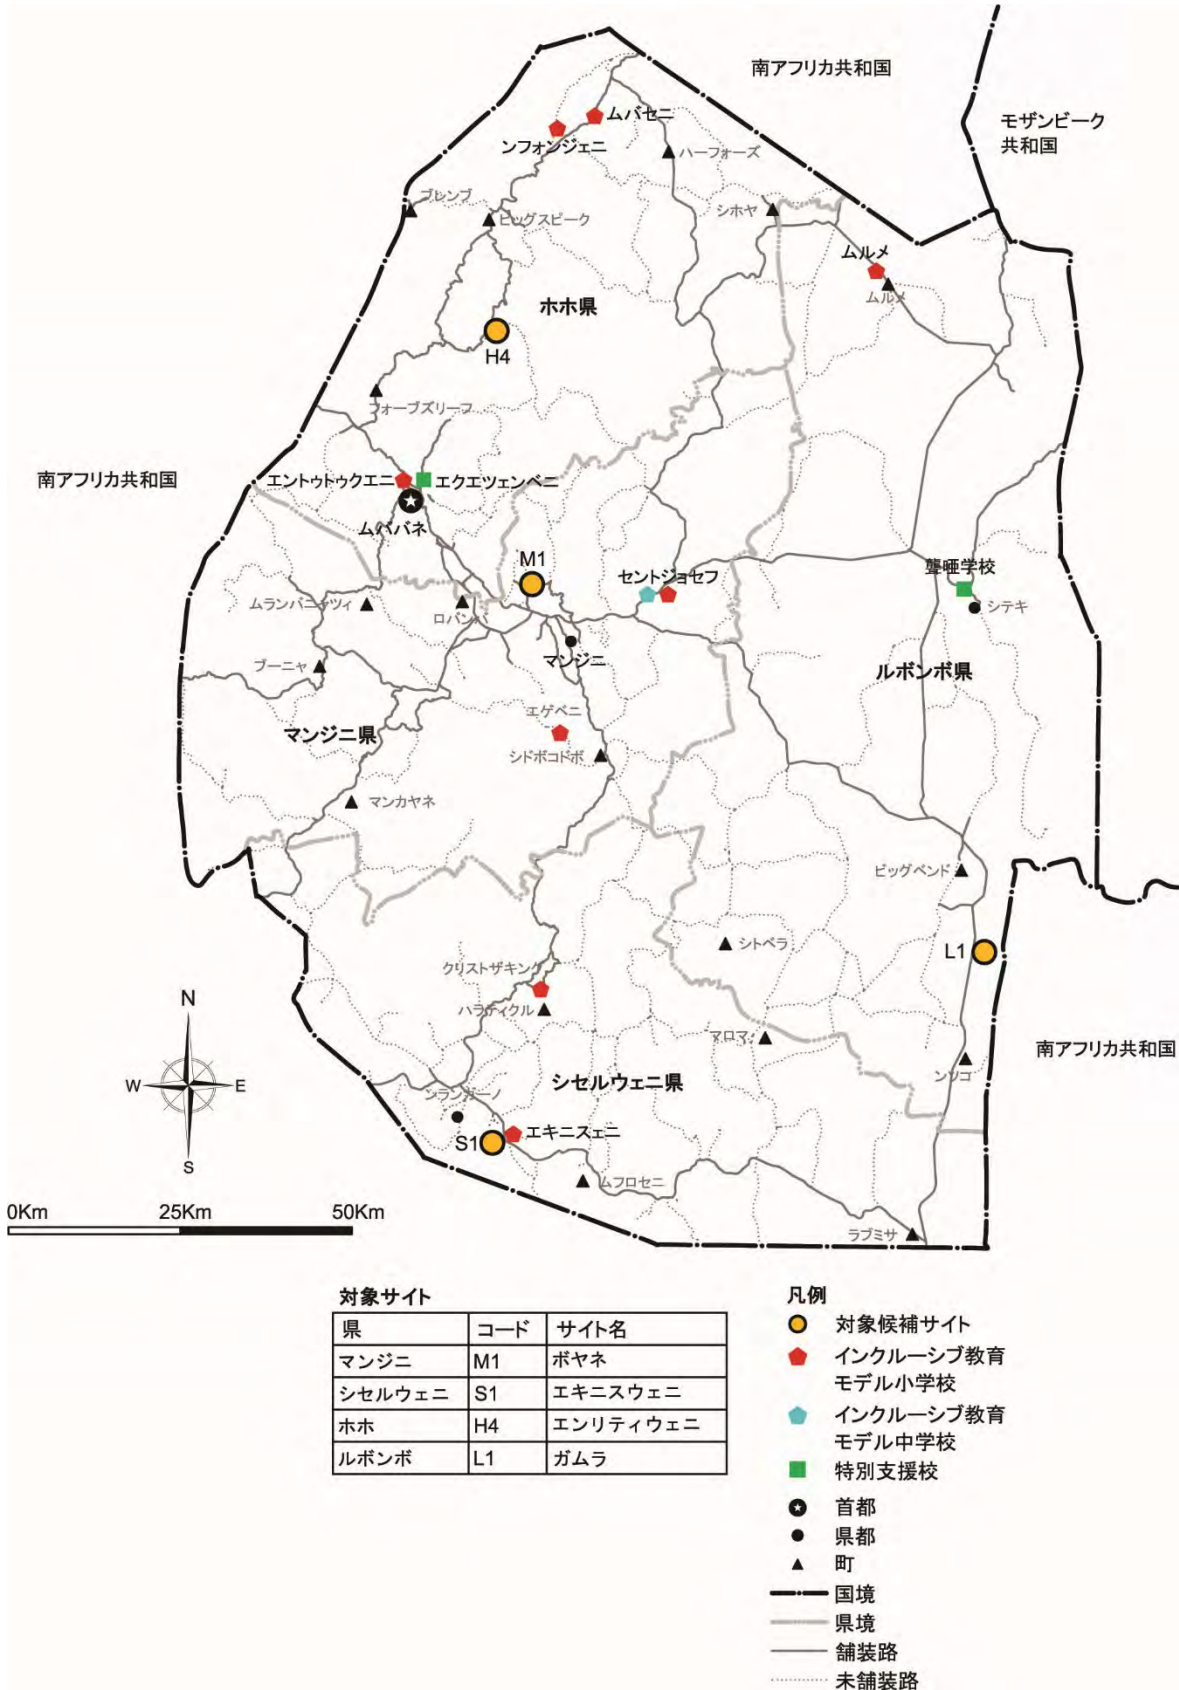 南アフリカ共和国
モザンビーク
共和国
ムバセニ
ンフォンジェニ
ハーフォーズ
ブレンブ
ピッグスピーク
シホヤ
ムルメ
ムルメ
ホホ県
H4
フォーブズリーフ
南アフリカ共和国
エントゥトゥクエニ
エクエツェンベニ
ムババネ
M1
セントジョセフ
聾唖学校
ムランバニャツィ
ロバンバ
シテキ
マンジニ
ブーニャ
ルボンボ県
エゲベニ
マンジニ県
シドボコドボ
マンカヤネ
ビッグベンド
シトベラ
L1
クリストザキング
ハラティクル
マロマ
南アフリカ共和国
ンソコ
シセルウェニ県
ンランガーノ
エキニスェニ
S1
ムフロセニ
ラブミサ
N
W
E
S
0Km 25Km 50Km
対象サイト
県 コード サイト名
マンジニ M1 ボヤネ
シセルウェニ S1 エキニスウェニ
ホホ H4 エンリティウェニ
ルボンボ L1 ガムラ
凡例
対象候補サイト
インクルーシブ教育
モデル小学校
インクルーシブ教育
モデル中学校
特別支援校
首都
県都
町
国境
県境
舗装路
未舗装路